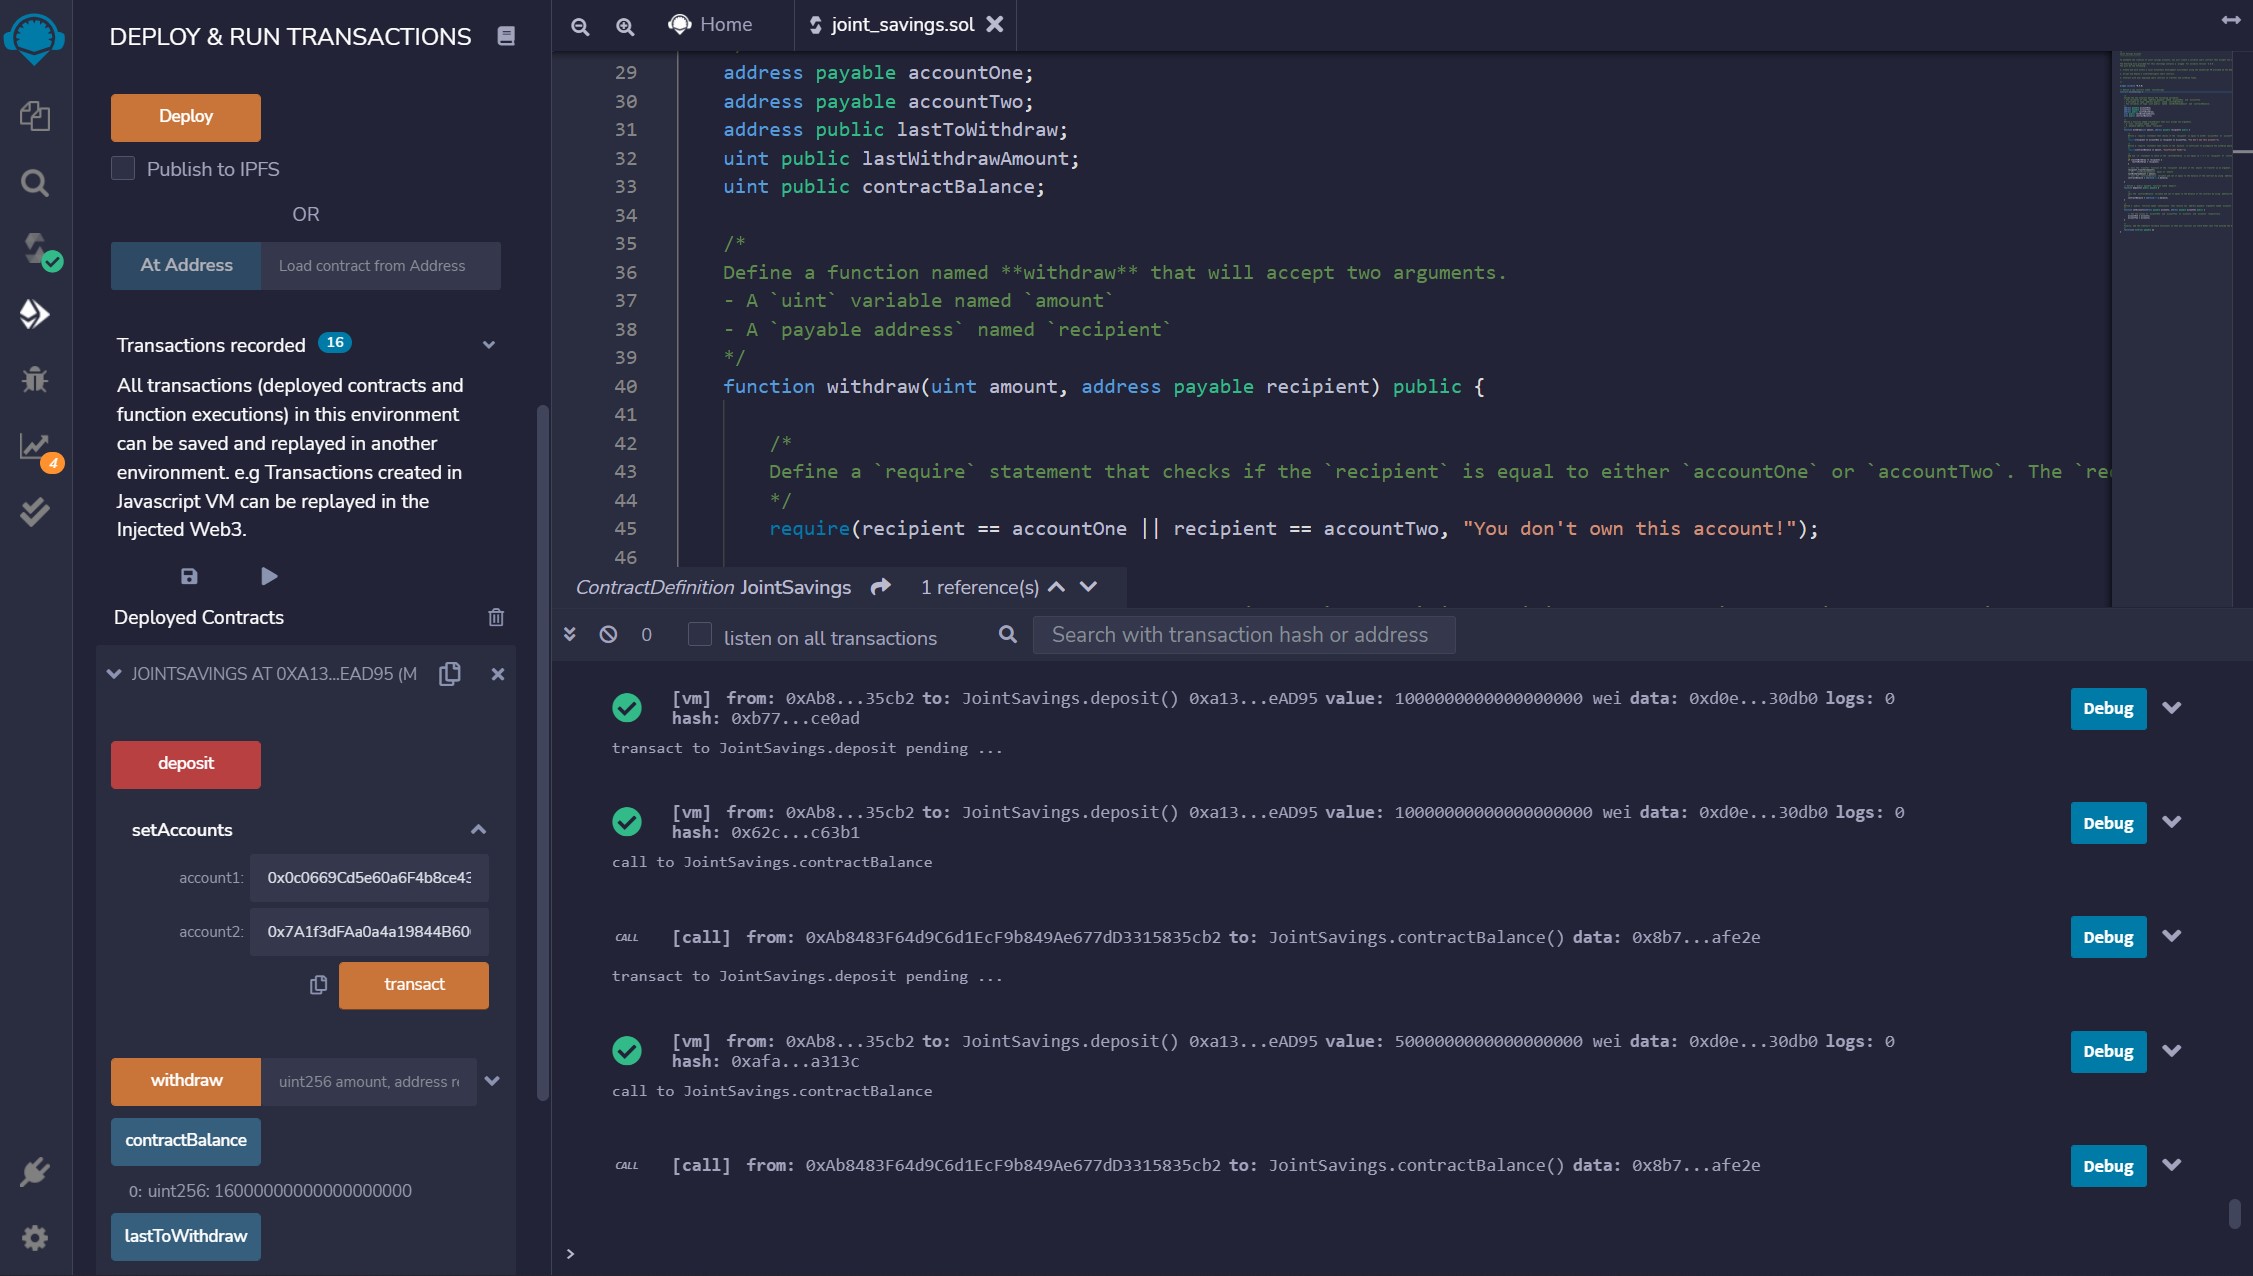 DEPLOY & RUN TRANSACTIONS
Deploy
Publish to IPFS
OR
At Address
Load contract from Address
Transactions recorded 16
All transactions (deployed contracts and
function executions) in this environment
can be saved and replayed in another
environment. e.g Transactions created in
Javascript VM can be replayed in the
Injected Web3.
Deployed Contracts
JOINTSAVINGS AT 0XA13...EAD95 (M
deposit
setAccounts
account1: 0x0c0669Cd5e60a6F4b8ce43
account2: 0x7A1f3dFAa0a4a19844B60
transact
withdraw
uint256 amount, address re
contractBalance
0: uint256: 16000000000000000000
lastToWithdraw
4
Home
joint_savings.sol
29 address payable accountOne;
30 address payable accountTwo;
31 address public lastToWithdraw;
32 uint public lastWithdrawAmount;
33 uint public contractBalance;
34
35 /*
36 Define a function named **withdraw** that will accept two arguments.
37 - A `uint` variable named `amount`
38 - A `payable address` named `recipient`
39 */
40 function withdraw(uint amount, address payable recipient) public {
41
42 /*
43 Define a `require` statement that checks if the `recipient` is equal to either `accountOne` or `accountTwo`. The `re
44 */
45 require(recipient == accountOne || recipient == accountTwo, "You don't own this account!");
46
ContractDefinition JointSavings 1 reference(s)
0 listen on all transactions
Search with transaction hash or address
[vm] from: 0xAb8...35cb2 to: JointSavings.deposit() 0xa13...eAD95 value: 1000000000000000000 wei data: 0xd0e...30db0 logs: 0
hash: 0xb77...ce0ad
Debug
transact to JointSavings.deposit pending ...
[vm] from: 0xAb8...35cb2 to: JointSavings.deposit() 0xa13...eAD95 value: 10000000000000000000 wei data: 0xd0e...30db0 logs: 0
hash: 0x62c...c63b1
Debug
call to JointSavings.contractBalance
CALL [call] from: 0xAb8483F64d9C6d1EcF9b849Ae677dD3315835cb2 to: JointSavings.contractBalance() data: 0x8b7...afe2e
Debug
transact to JointSavings.deposit pending ...
[vm] from: 0xAb8...35cb2 to: JointSavings.deposit() 0xa13...eAD95 value: 5000000000000000000 wei data: 0xd0e...30db0 logs: 0
hash: 0xafa...a313c
Debug
call to JointSavings.contractBalance
CALL [call] from: 0xAb8483F64d9C6d1EcF9b849Ae677dD3315835cb2 to: JointSavings.contractBalance() data: 0x8b7...afe2e
Debug
>